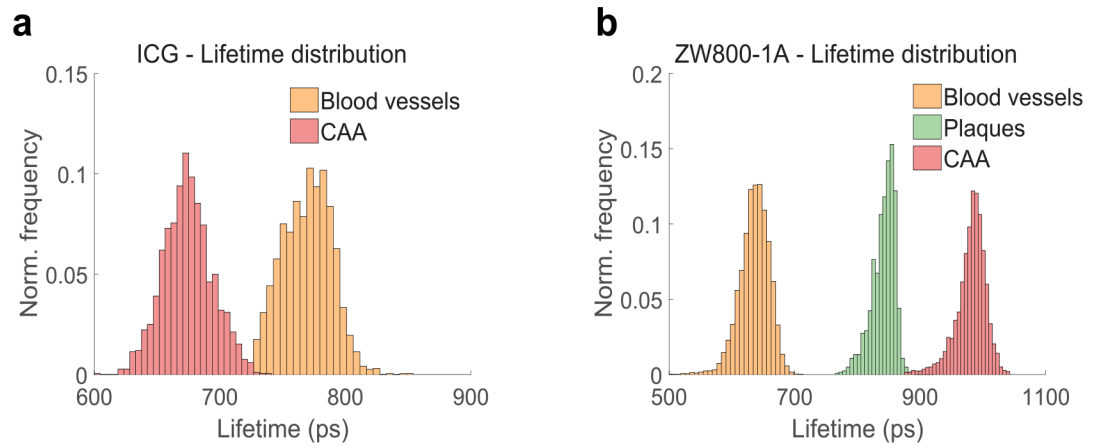 a
ICG - Lifetime distribution
0.15
0.1
0.05
0
Norm. frequency
Blood vessels
CAA
600
700
800
900
Lifetime (ps)
b
ZW800-1A - Lifetime distribution
0.2
0.15
0.1
0.05
0
Norm. frequency
Blood vessels
Plaques
CAA
500
700
900
1100
Lifetime (ps)